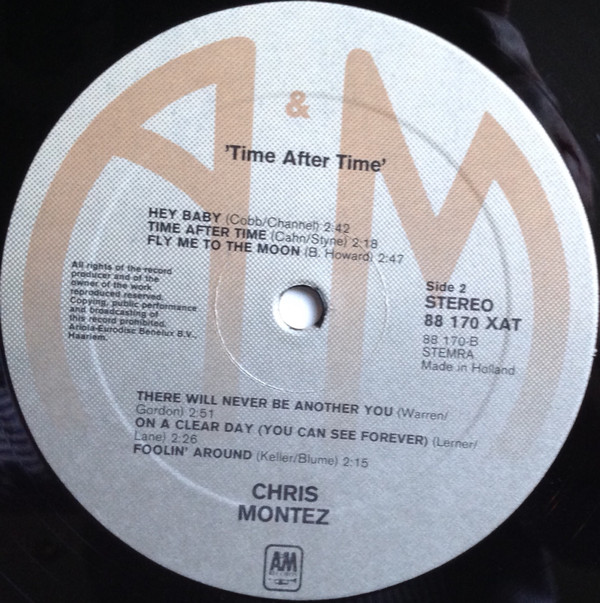 A & M
'Time After Time'
HEY BABY (Cobb/Channel) 2:42
TIME AFTER TIME (Cahn/Styne) 2:18
FLY ME TO THE MOON (B. Howard) 2:47
All rights of the record
producer and of the
owner of the work
reproduced reserved.
Copying, public performance
and broadcasting of
this record prohibited.
Ariola-Eurodisc Benelux B.V.,
Haarlem.
Side 2
STEREO
88 170 XAT
88 170-B
STEMRA
Made in Holland
THERE WILL NEVER BE ANOTHER YOU (Warren/
Gordon) 2:51
ON A CLEAR DAY (YOU CAN SEE FOREVER) (Lerner/
Lane) 2:26
FOOLIN' AROUND (Keller/Blume) 2:15
CHRIS
MONTEZ
AM
RECORDS